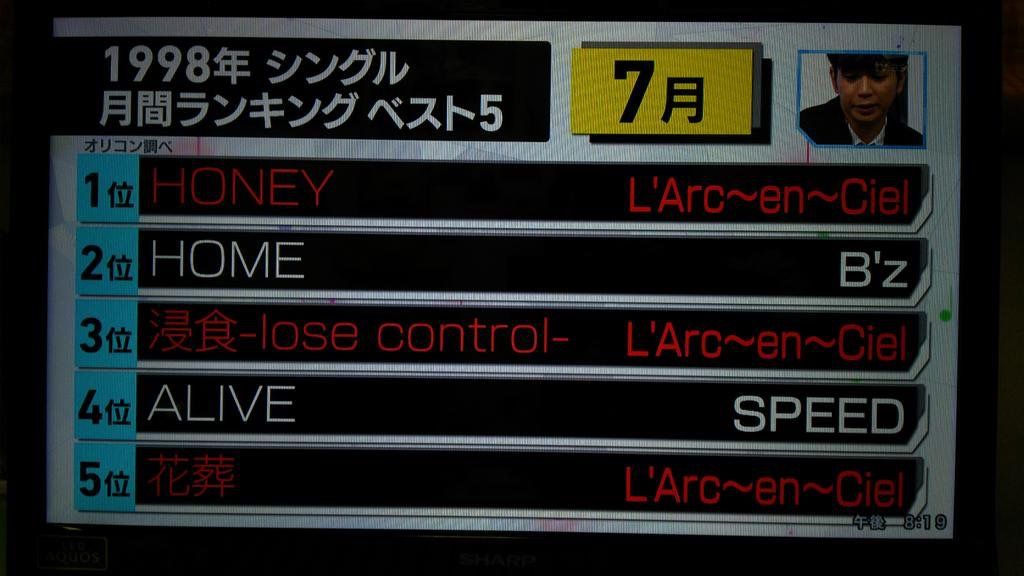 1998年 シングル
月間ランキング ベスト5
7月
オリコン調べ
1位 HONEY L'Arc〜en〜Ciel
2位 HOME B'z
3位 浸食-lose control- L'Arc〜en〜Ciel
4位 ALIVE SPEED
5位 花葬 L'Arc〜en〜Ciel
午後 8:19
LED
AQUOS
SHARP